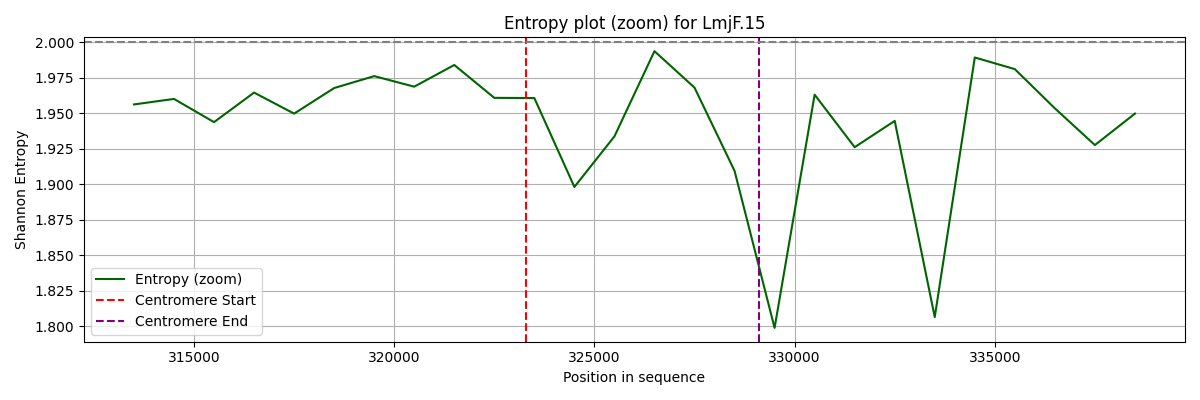 Entropy plot (zoom) for LmjF.15
Shannon Entropy
2.000
1.975
1.950
1.925
1.900
1.875
1.850
1.825
1.800
Entropy (zoom)
Centromere Start
Centromere End
315000 320000 325000 330000 335000
Position in sequence